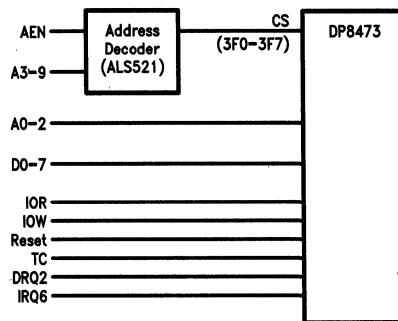 AEN
Address
Decoder
(ALS521)
CS
(3F0-3F7)
DP8473
A3-9
A0-2
D0-7
IOR
IOW
Reset
TC
DRQ2
IRQ6